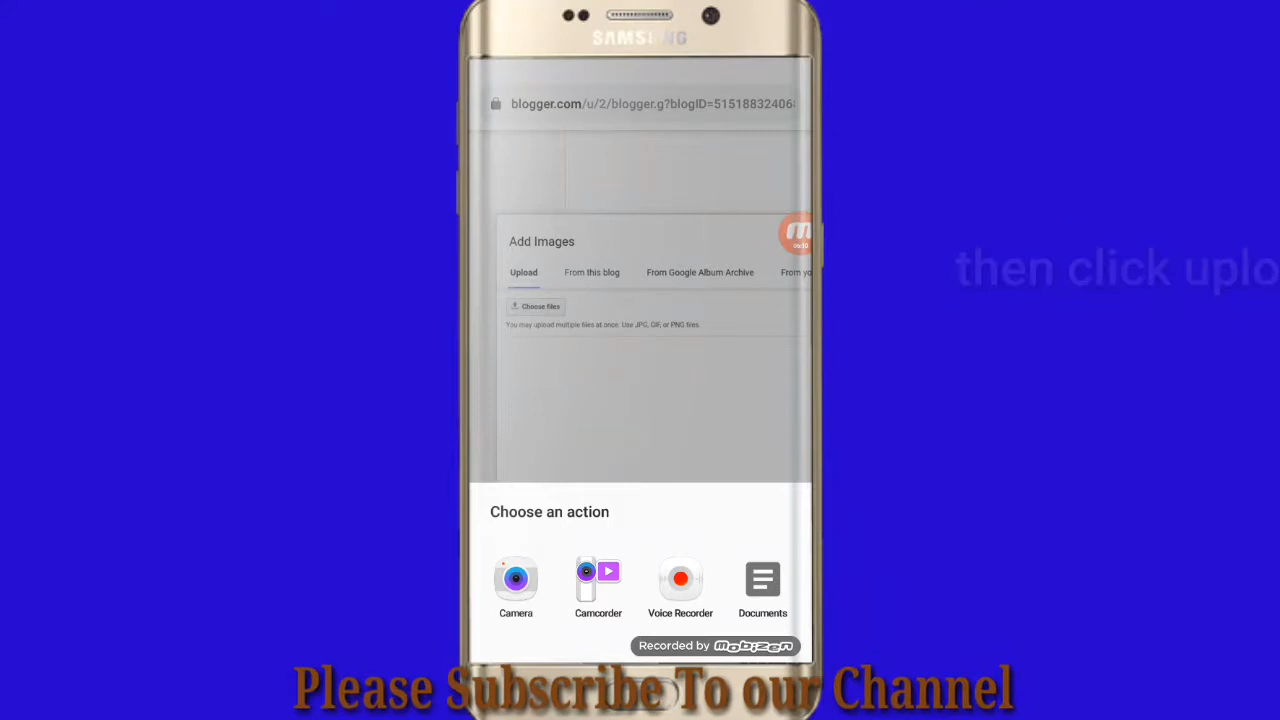 SAMSUNG
blogger.com/u/2/blogger.g?blogID=51518832406
Add Images
00:10
Upload From this blog From Google Album Archive From yo
Choose files
You may upload multiple files at once. Use JPG, GIF, or PNG files.
then click uplo
Choose an action
Camera Camcorder Voice Recorder Documents
Recorded by mobizen
Please Subscribe To our Channel